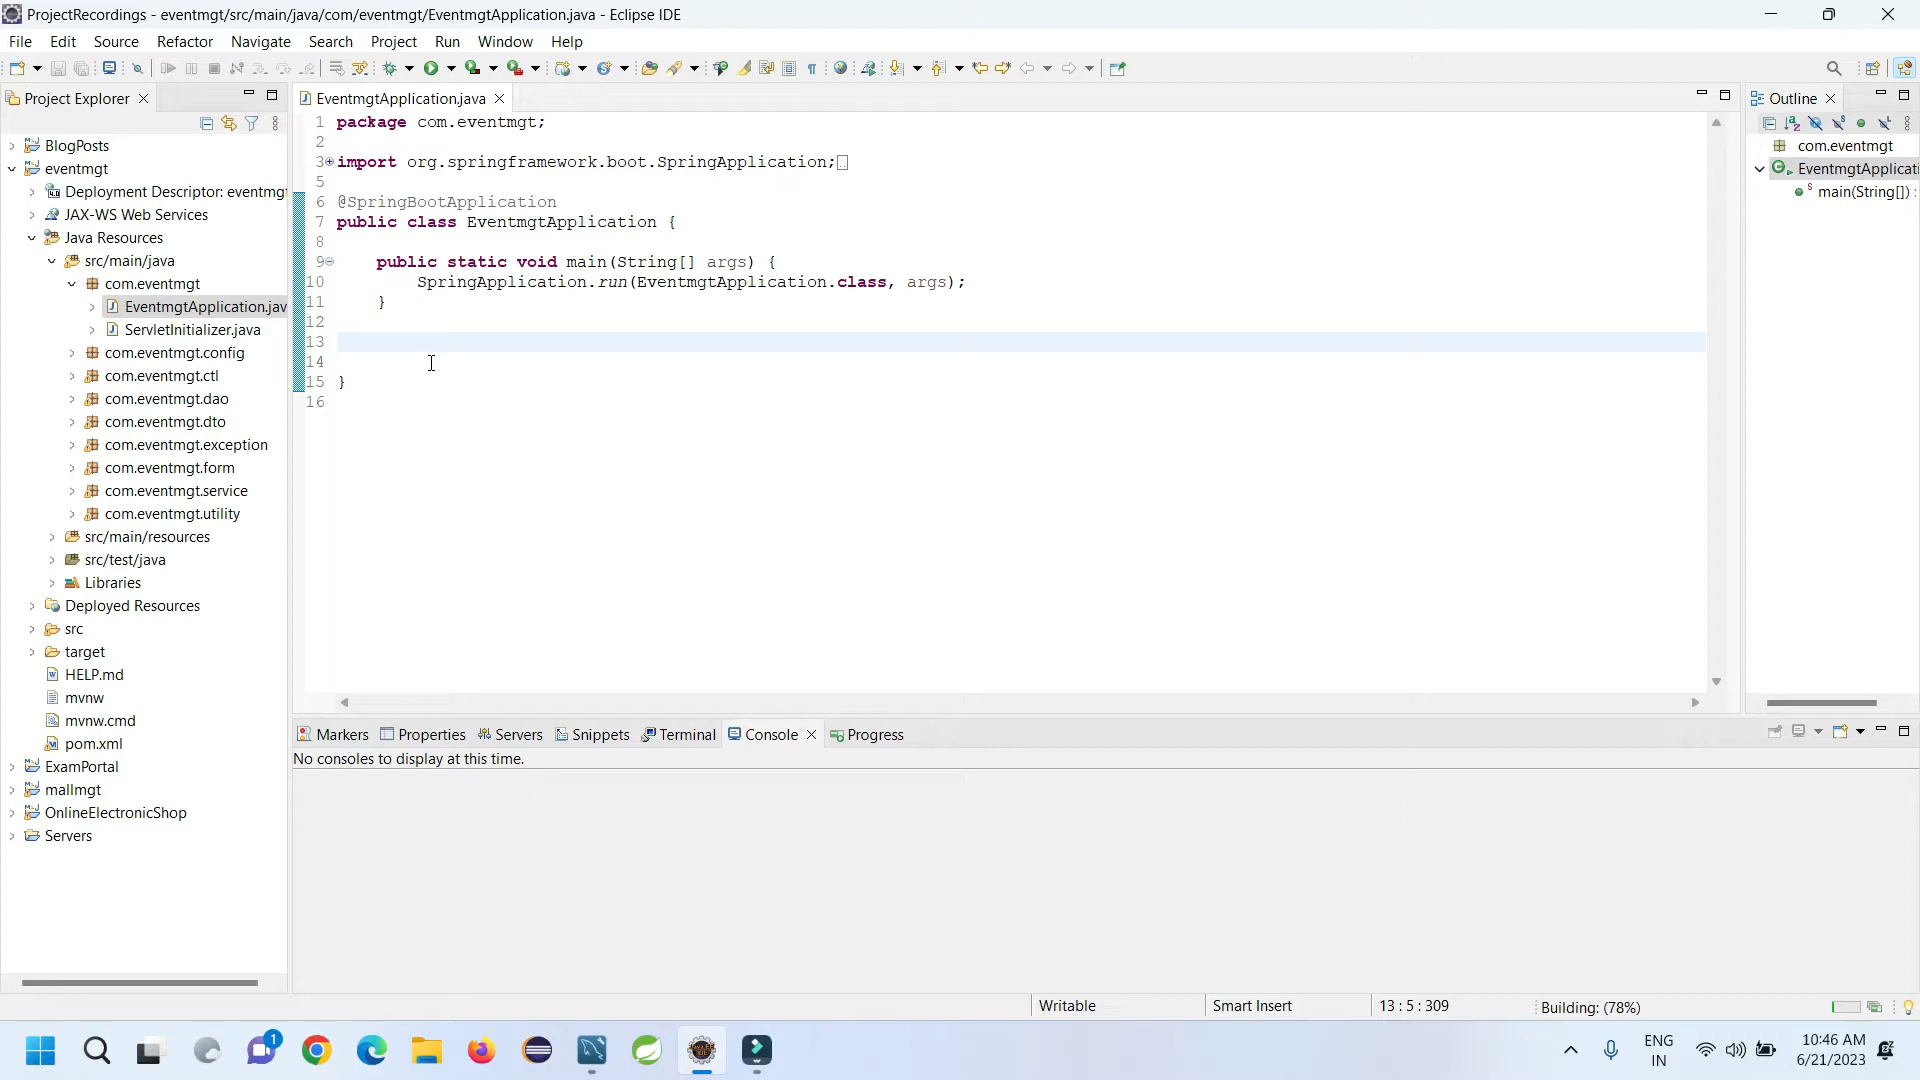 ProjectRecordings - eventmgt/src/main/java/com/eventmgt/EventmgtApplication.java - Eclipse IDE
File Edit Source Refactor Navigate Search Project Run Window Help
Project Explorer
BlogPosts
eventmgt
Deployment Descriptor: eventmgt
JAX-WS Web Services
Java Resources
src/main/java
com.eventmgt
EventmgtApplication.jav
ServletInitializer.java
com.eventmgt.config
com.eventmgt.ctl
com.eventmgt.dao
com.eventmgt.dto
com.eventmgt.exception
com.eventmgt.form
com.eventmgt.service
com.eventmgt.utility
src/main/resources
src/test/java
Libraries
Deployed Resources
src
target
HELP.md
mvnw
mvnw.cmd
pom.xml
ExamPortal
mallmgt
OnlineElectronicShop
Servers
EventmgtApplication.java
1 package com.eventmgt;
2
3 import org.springframework.boot.SpringApplication;
5
6 @SpringBootApplication
7 public class EventmgtApplication {
8
9 public static void main(String[] args) {
10 SpringApplication.run(EventmgtApplication.class, args);
11 }
12
13
14
15 }
16
Outline
com.eventmgt
EventmgtApplicati
main(String[]) :
Markers Properties Servers Snippets Terminal Console Progress
No consoles to display at this time.
Writable Smart Insert 13 : 5 : 309 Building: (78%)
1
ENG
IN
10:46 AM
6/21/2023